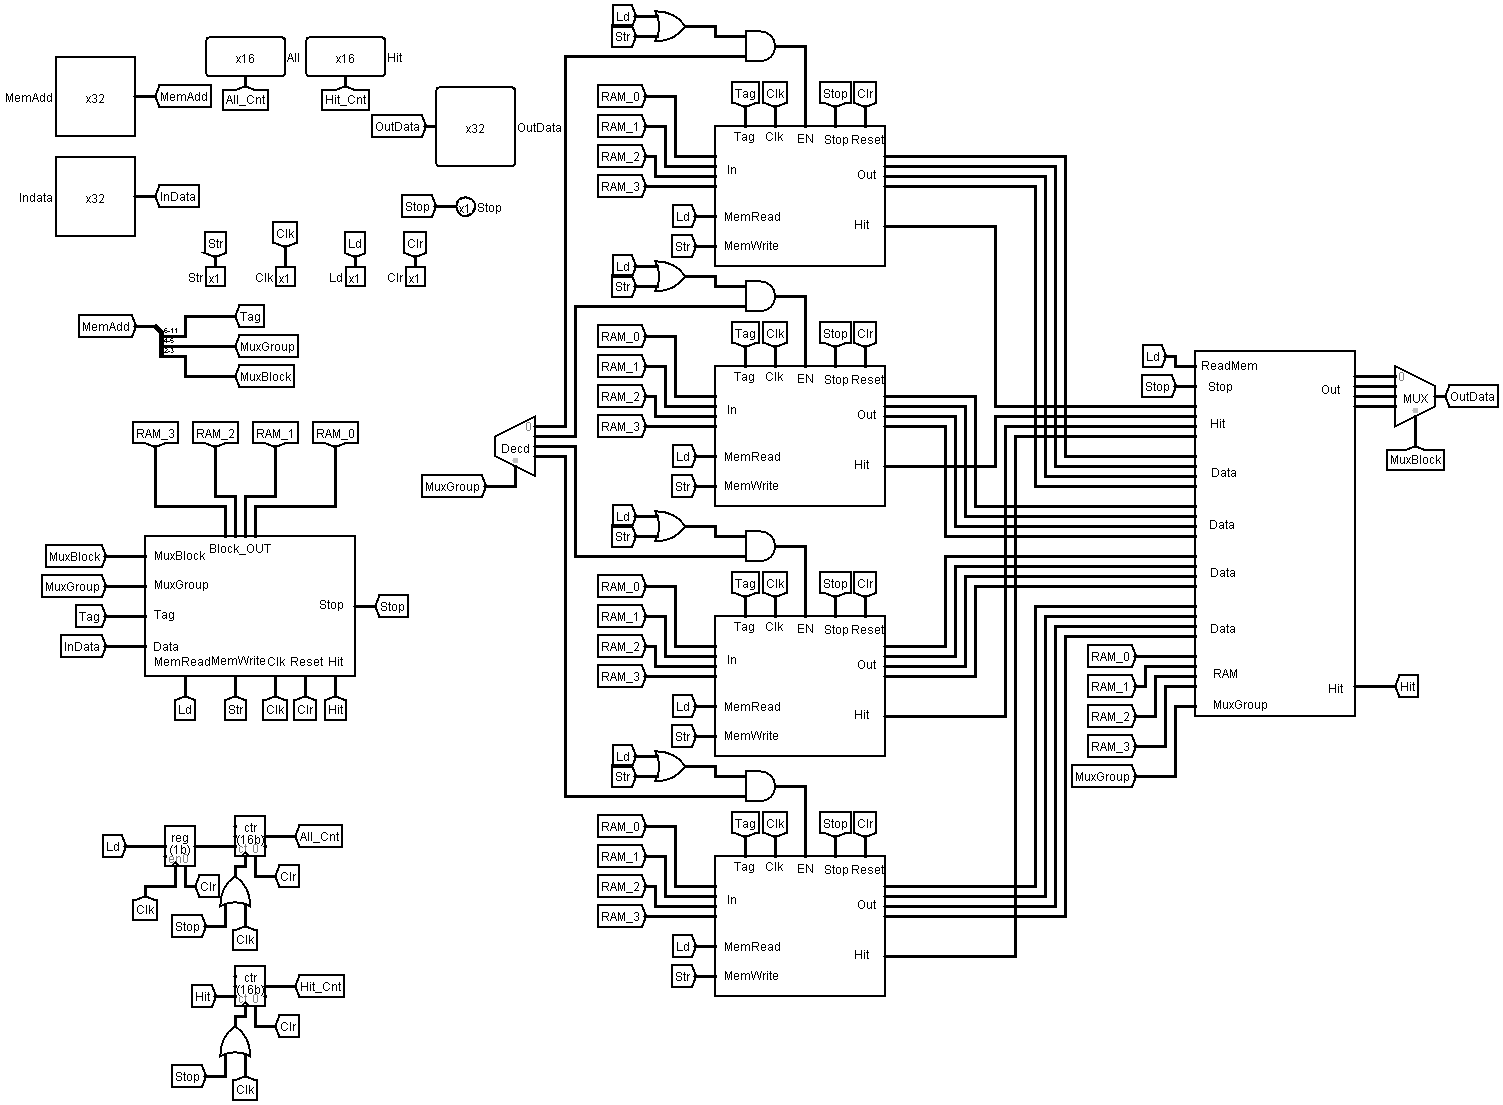 MemAdd
x32
MemAdd
x16
All
All_Cnt
x16
Hit
Hit_Cnt
OutData
x32
OutData
Indata
x32
InData
Stop
x1
Stop
Str
Str
x1
Clk
Clk
x1
Ld
Ld
x1
Clr
Clr
x1
MemAdd
6-11
4-5
2-3
Tag
MuxGroup
MuxBlock
RAM_3
RAM_2
RAM_1
RAM_0
Block_OUT
MuxBlock
MuxBlock
MuxGroup
MuxGroup
Tag
Tag
InData
Data
Stop
Stop
MemRead
MemWrite
Clk
Reset
Hit
Ld
Str
Clk
Clr
Hit
Ld
reg
(1b)
en0
Clk
Clr
ctr
(16b)
ct 0
All_Cnt
Clr
Stop
Clk
Hit
ctr
(16b)
ct 0
Hit_Cnt
Clr
Stop
Clk
MuxGroup
Decd
0
Ld
Str
RAM_0
RAM_1
RAM_2
RAM_3
Tag
Clk
Stop
Clr
Tag
Clk
EN
Stop
Reset
In
Out
Ld
MemRead
Hit
Str
MemWrite
Ld
Str
RAM_0
RAM_1
RAM_2
RAM_3
Tag
Clk
Stop
Clr
Tag
Clk
EN
Stop
Reset
In
Out
Ld
MemRead
Hit
Str
MemWrite
Ld
Str
RAM_0
RAM_1
RAM_2
RAM_3
Tag
Clk
Stop
Clr
Tag
Clk
EN
Stop
Reset
In
Out
Ld
MemRead
Hit
Str
MemWrite
Ld
Str
RAM_0
RAM_1
RAM_2
RAM_3
Tag
Clk
Stop
Clr
Tag
Clk
EN
Stop
Reset
In
Out
Ld
MemRead
Hit
Str
MemWrite
Ld
ReadMem
Stop
Stop
Hit
Data
Data
Data
Data
RAM_0
RAM_1
RAM_2
RAM_3
RAM
MuxGroup
MuxGroup
Out
0
MUX
OutData
MuxBlock
Hit
Hit